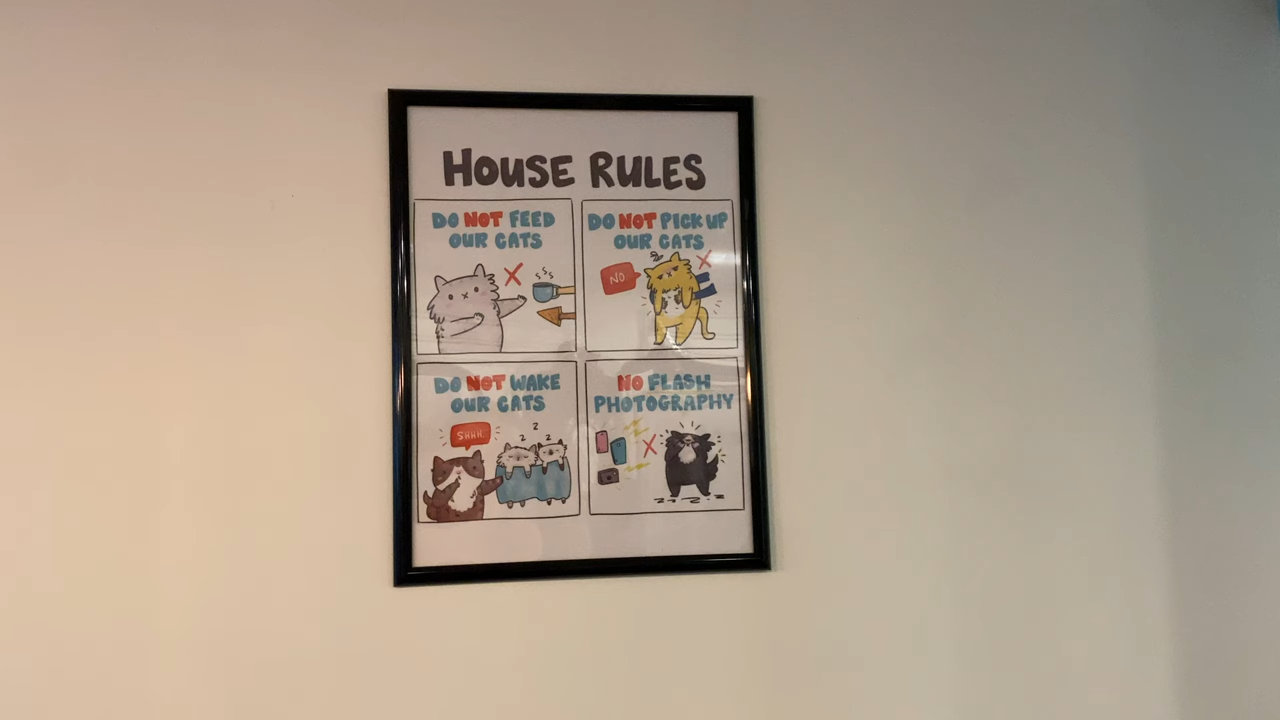 HOUSE RULES
DO NOT FEED
OUR CATS
DO NOT PICK UP
OUR CATS
NO
DO NOT WAKE
OUR CATS
SHHH.
z
z
z
NO FLASH
PHOTOGRAPHY